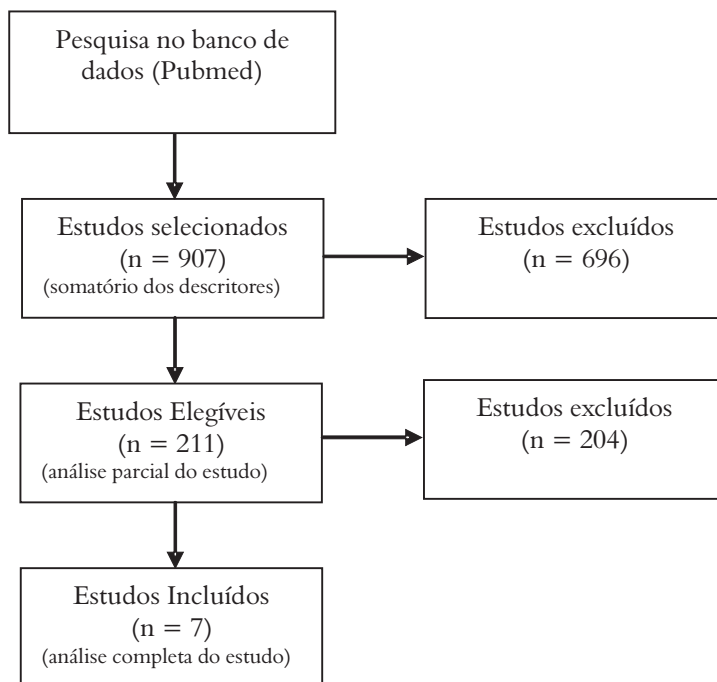 Pesquisa no banco de
dados (Pubmed)
Estudos selecionados
(n = 907)
(somatório dos descritores)
Estudos excluídos
(n = 696)
Estudos Elegíveis
(n = 211)
(análise parcial do estudo)
Estudos excluídos
(n = 204)
Estudos Incluídos
(n = 7)
(análise completa do estudo)